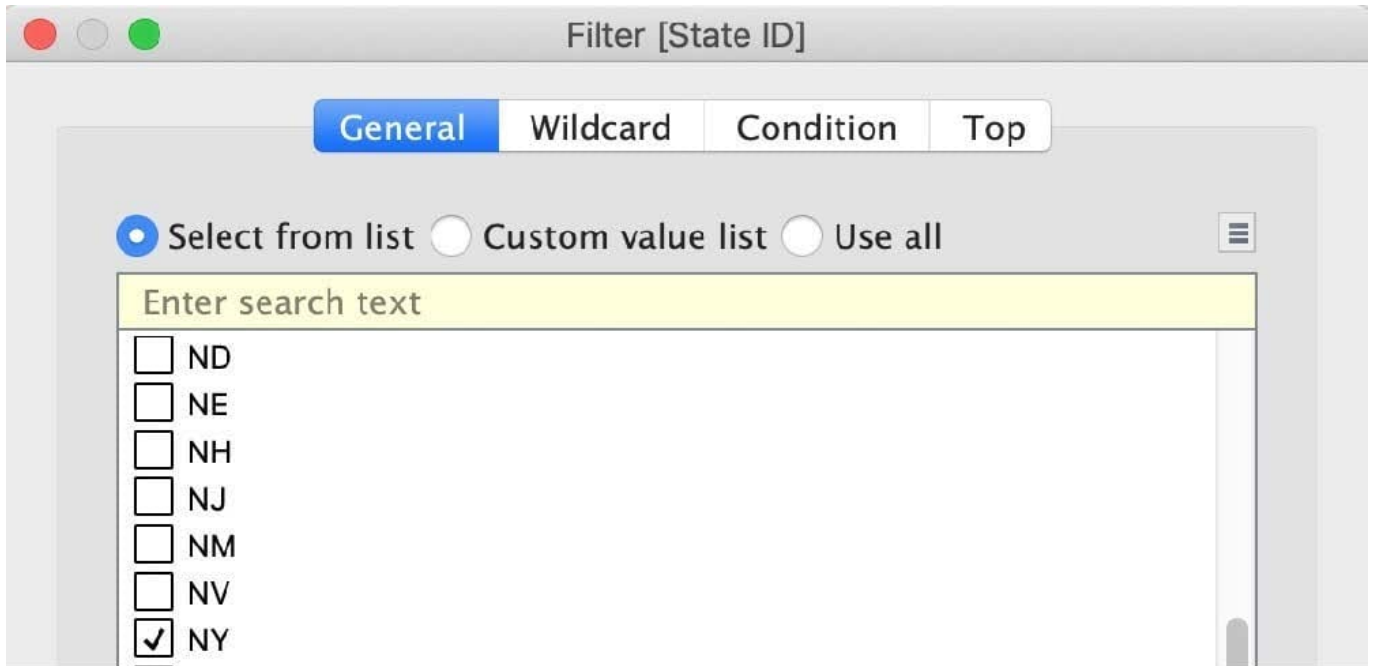 Filter [State ID]
General Wildcard Condition Top
Select from list Custom value list Use all
Enter search text
ND
NE
NH
NJ
NM
NV
NY